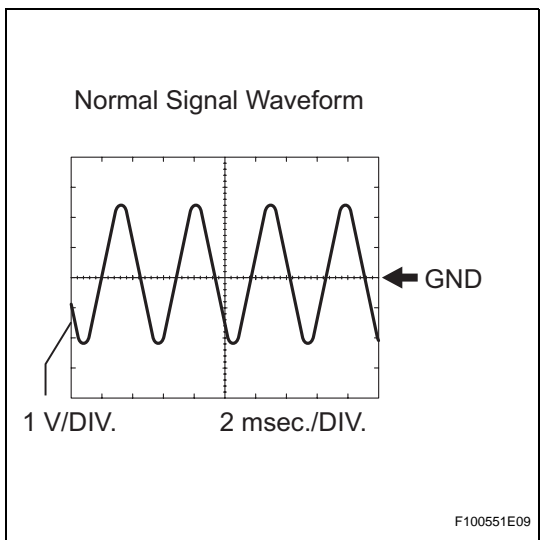 Normal Signal Waveform
GND
1 V/DIV. 2 msec./DIV.
F100551E09